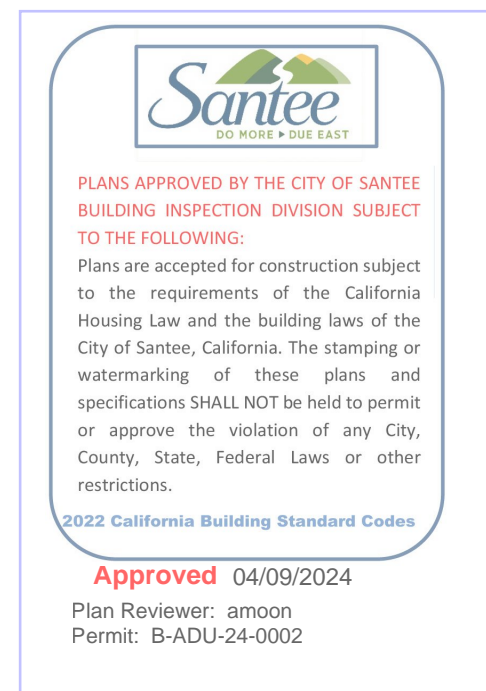 Santee
DO MORE ▶ DUE EAST
PLANS APPROVED BY THE CITY OF SANTEE
BUILDING INSPECTION DIVISION SUBJECT
TO THE FOLLOWING:
Plans are accepted for construction subject
to the requirements of the California
Housing Law and the building laws of the
City of Santee, California. The stamping or
watermarking of these plans and
specifications SHALL NOT be held to permit
or approve the violation of any City,
County, State, Federal Laws or other
restrictions.
2022 California Building Standard Codes
Approved 04/09/2024
Plan Reviewer: amoon
Permit: B-ADU-24-0002